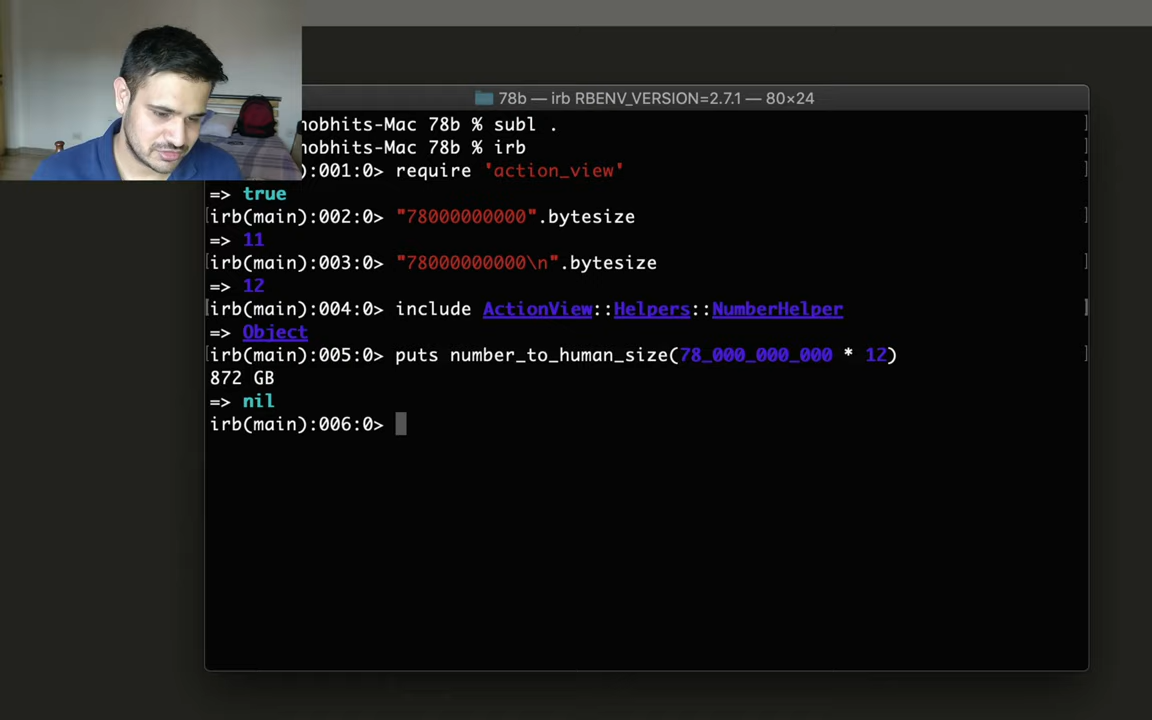 78b — irb RBENV_VERSION=2.7.1 — 80×24
nobhits-Mac 78b % subl .
nobhits-Mac 78b % irb
):001:0> require 'action_view'
=> true
irb(main):002:0> "78000000000".bytesize
=> 11
irb(main):003:0> "78000000000\n".bytesize
=> 12
irb(main):004:0> include ActionView::Helpers::NumberHelper
=> Object
irb(main):005:0> puts number_to_human_size(78_000_000_000 * 12)
872 GB
=> nil
irb(main):006:0>